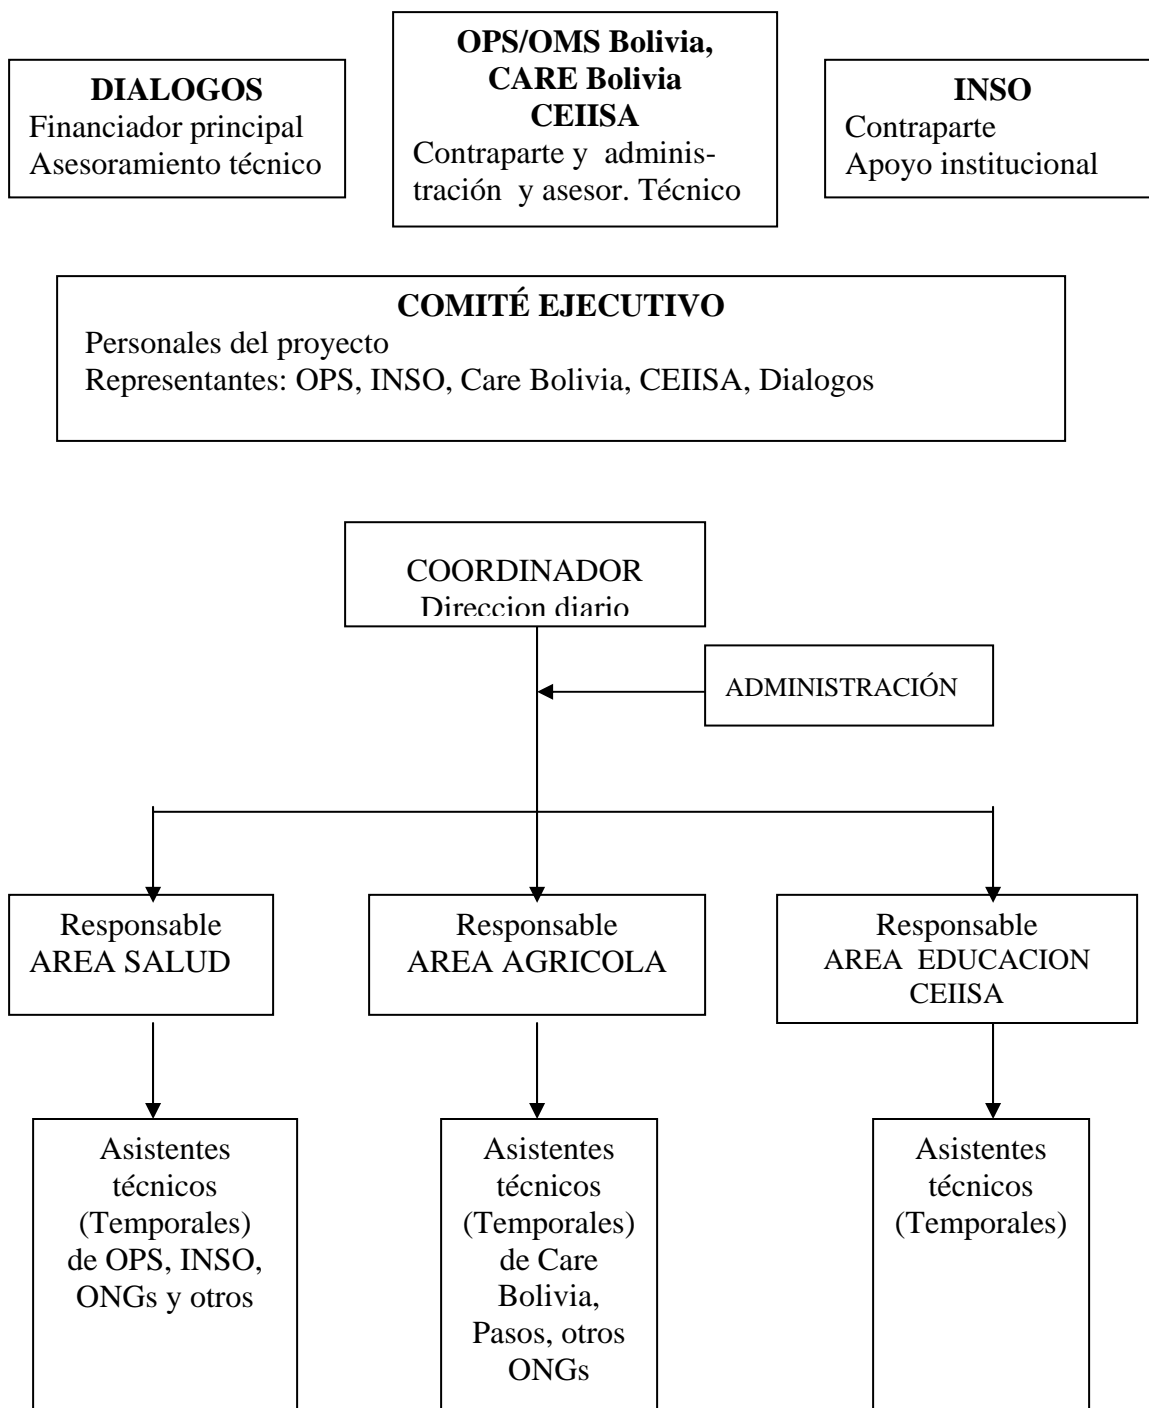 DIALOGOS
Financiador principal
Asesoramiento técnico
OPS/OMS Bolivia,
CARE Bolivia
CEIISA
Contraparte y  adminis-
tración  y asesor. Técnico
INSO
Contraparte
Apoyo institucional
COMITÉ EJECUTIVO
Personales del proyecto
Representantes: OPS, INSO, Care Bolivia, CEIISA, Dialogos
COORDINADOR
Direccion diario
ADMINISTRACIÓN
Responsable
AREA SALUD
Responsable
AREA AGRICOLA
Responsable
AREA  EDUCACION
CEIISA
Asistentes
técnicos
(Temporales)
de OPS, INSO,
ONGs y otros
Asistentes
técnicos
(Temporales)
de Care
Bolivia,
Pasos, otros
ONGs
Asistentes
técnicos
(Temporales)